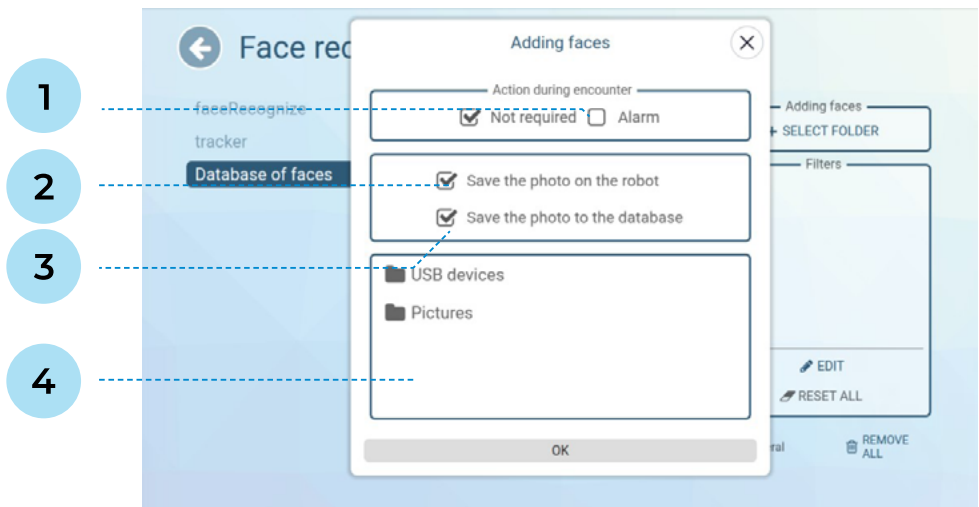 Face rec
Adding faces
1
Action during encounter
Not required Alarm
faceRecognize
tracker
Database of faces
Adding faces
+ SELECT FOLDER
Filters
2
Save the photo on the robot
Save the photo to the database
3
USB devices
Pictures
4
EDIT
RESET ALL
OK
ral
REMOVE
ALL